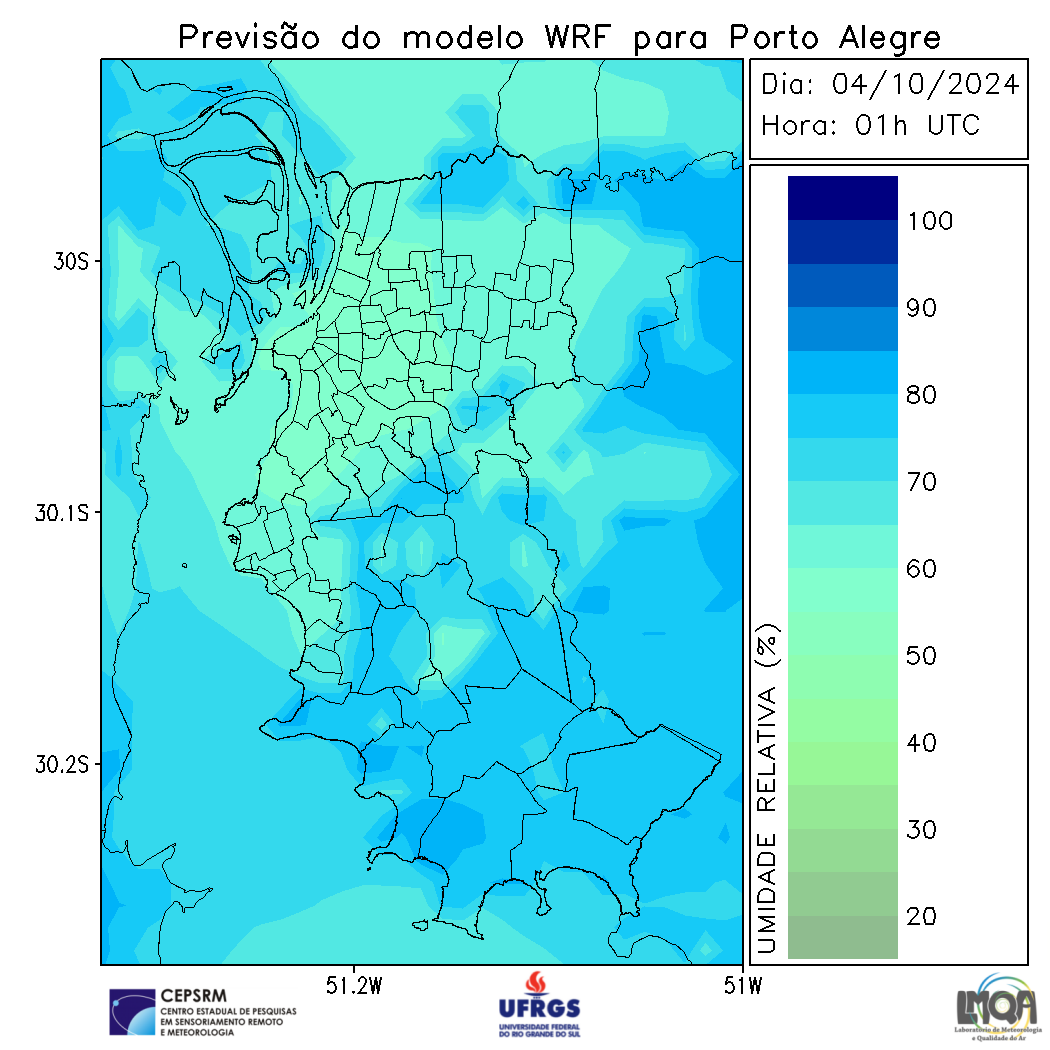 Previsão do modelo WRF para Porto Alegre
Dia: 04/10/2024
Hora: 01h UTC
30S
30.1S
30.2S
51.2W
51W
100
90
80
70
60
50
40
30
20
UMIDADE RELATIVA (%)
CEPSRM
CENTRO ESTADUAL DE PESQUISAS
EM SENSORIAMENTO REMOTO
E METEOROLOGIA
UFRGS
UNIVERSIDADE FEDERAL
DO RIO GRANDE DO SUL
LMQA
Laboratório de Meteorologia
e Qualidade do Ar